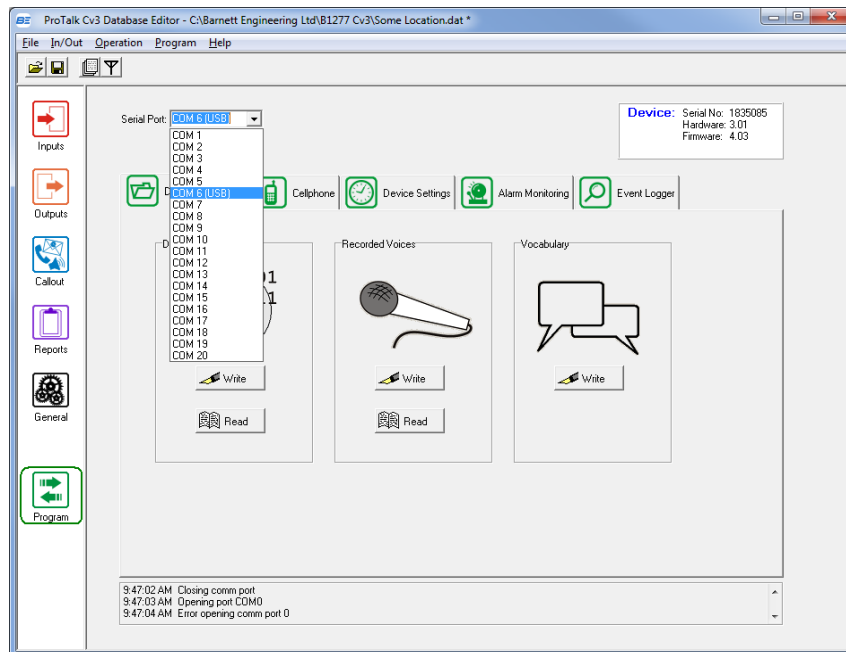 BE ProTalk Cv3 Database Editor - C:\Barnett Engineering Ltd\B1277 Cv3\Some Location.dat *
File In/Out Operation Program Help
Serial Port: COM 6 (USB)
Device: Serial No: 1835085
Hardware: 3.01
Firmware: 4.03
COM 1
COM 2
COM 3
COM 4
COM 5
COM 6 (USB)
COM 7
COM 8
COM 9
COM 10
COM 11
COM 12
COM 13
COM 14
COM 15
COM 16
COM 17
COM 18
COM 19
COM 20
Inputs
Outputs
Callout
Reports
General
Program
D
Cellphone
Device Settings
Alarm Monitoring
Event Logger
D
Recorded Voices
Vocabulary
01
1
Write
Write
Write
Read
Read
9:47:02 AM Closing comm port
9:47:03 AM Opening port COM0
9:47:04 AM Error opening comm port 0